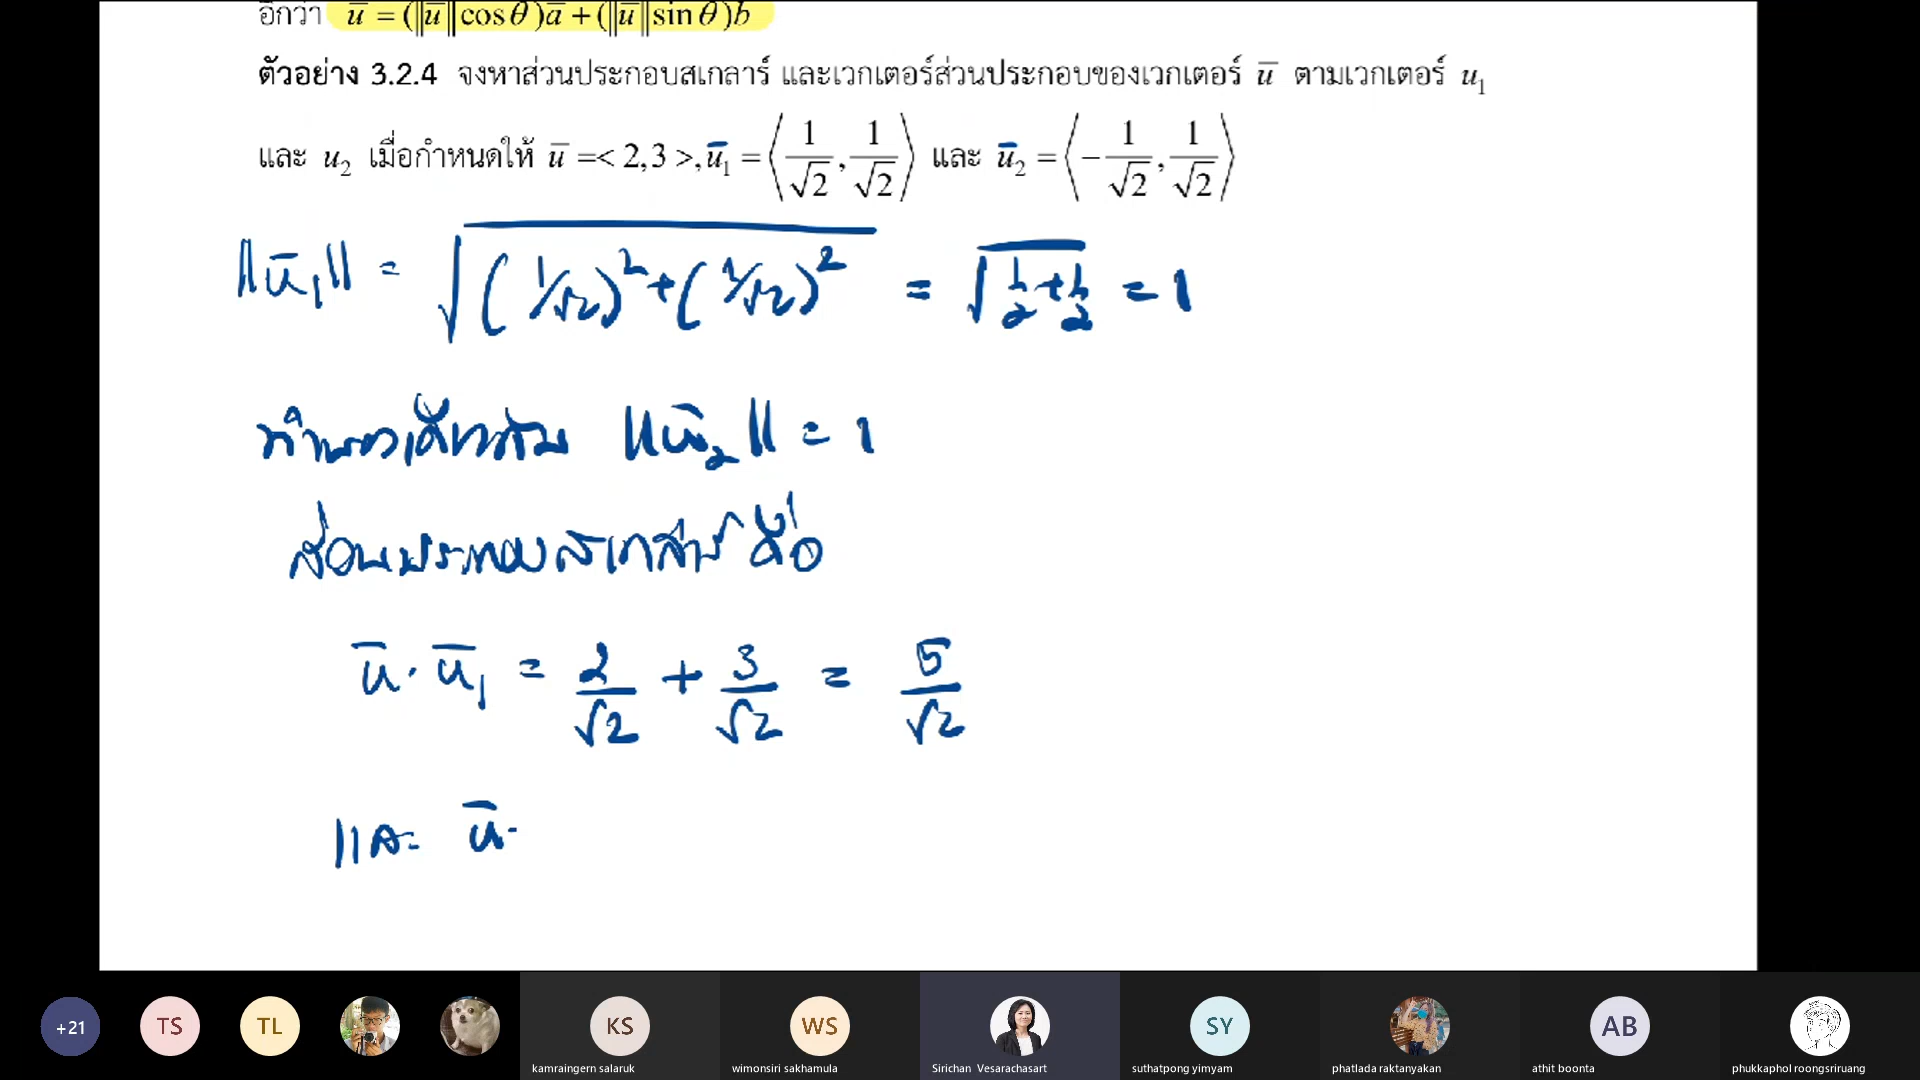 อีกว่า ū = (‖ū‖cosθ)ā + (‖ū‖sinθ)b
ตัวอย่าง 3.2.4 จงหาส่วนประกอบสเกลาร์ และเวกเตอร์ส่วนประกอบของเวกเตอร์ ū ตามเวกเตอร์ u₁
และ u₂ เมื่อกำหนดให้ ū =< 2,3 >, ū₁ = ⟨1/√2, 1/√2⟩ และ ū₂ = ⟨−1/√2, 1/√2⟩
‖ū₁‖ = √((1/√2)² + (1/√2)²) = √(1/2 + 1/2) = 1
ทำนองเดียวกัน ‖ū₂‖ = 1
ส่วนประกอบสเกลาร์ คือ
ū · ū₁ = 2/√2 + 3/√2 = 5/√2
และ ū ·
+21 TS TL KS WS SY AB
kamraingern salaruk wimonsiri sakhamula Sirichan Vesarachasart suthatpong yimyam phatlada raktanyakan athit boonta phukkaphol roongsriruang